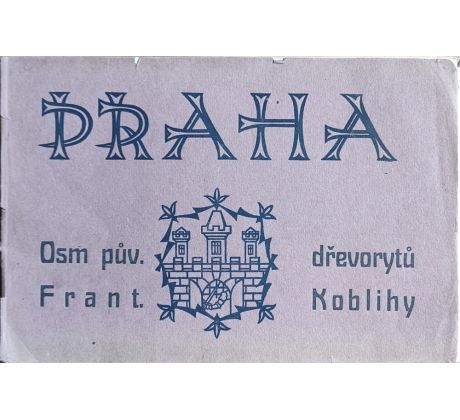 PRAHA
Osm pův. dřevorytů
Frant. Koblihy